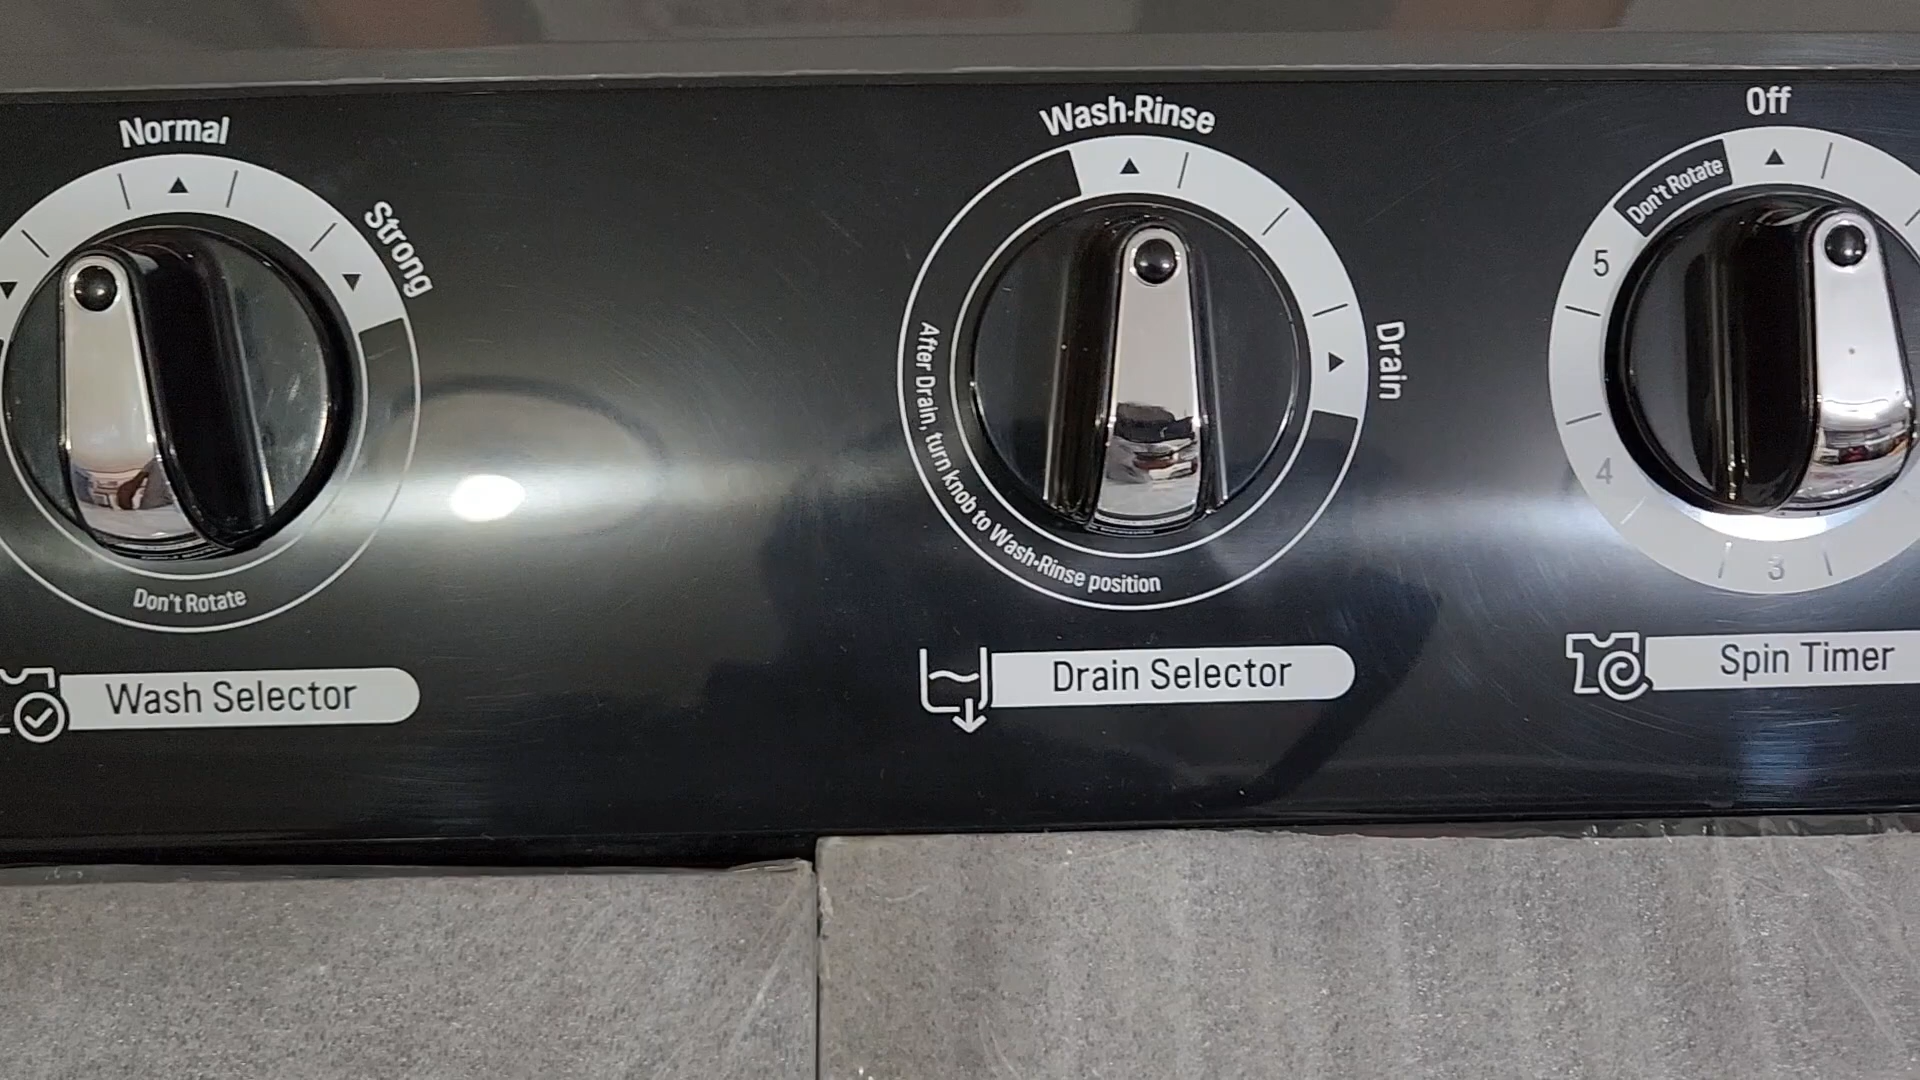 Normal
Strong
Don't Rotate
Wash Selector
Wash-Rinse
Drain
After Drain, turn knob to Wash-Rinse position
Drain Selector
Off
Don't Rotate
5
4
3
Spin Timer